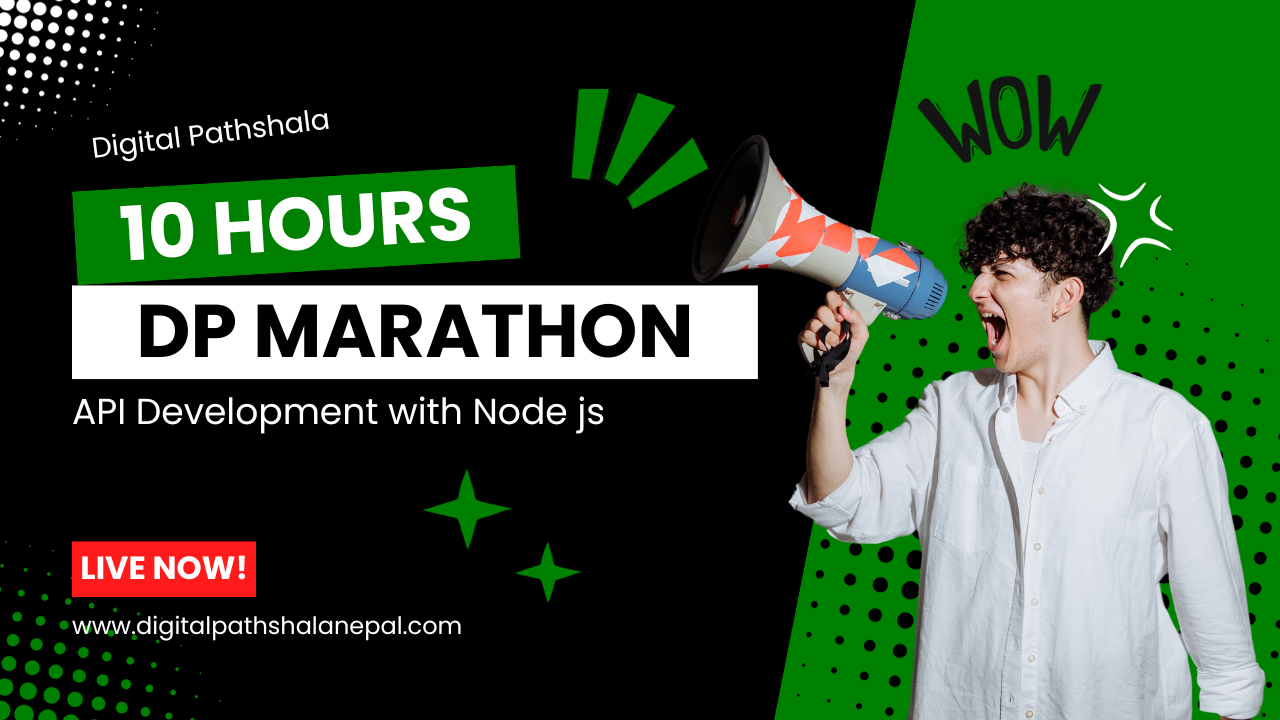 Digital Pathshala
10 HOURS
DP MARATHON
API Development with Node js
LIVE NOW!
www.digitalpathshalanepal.com
WOW